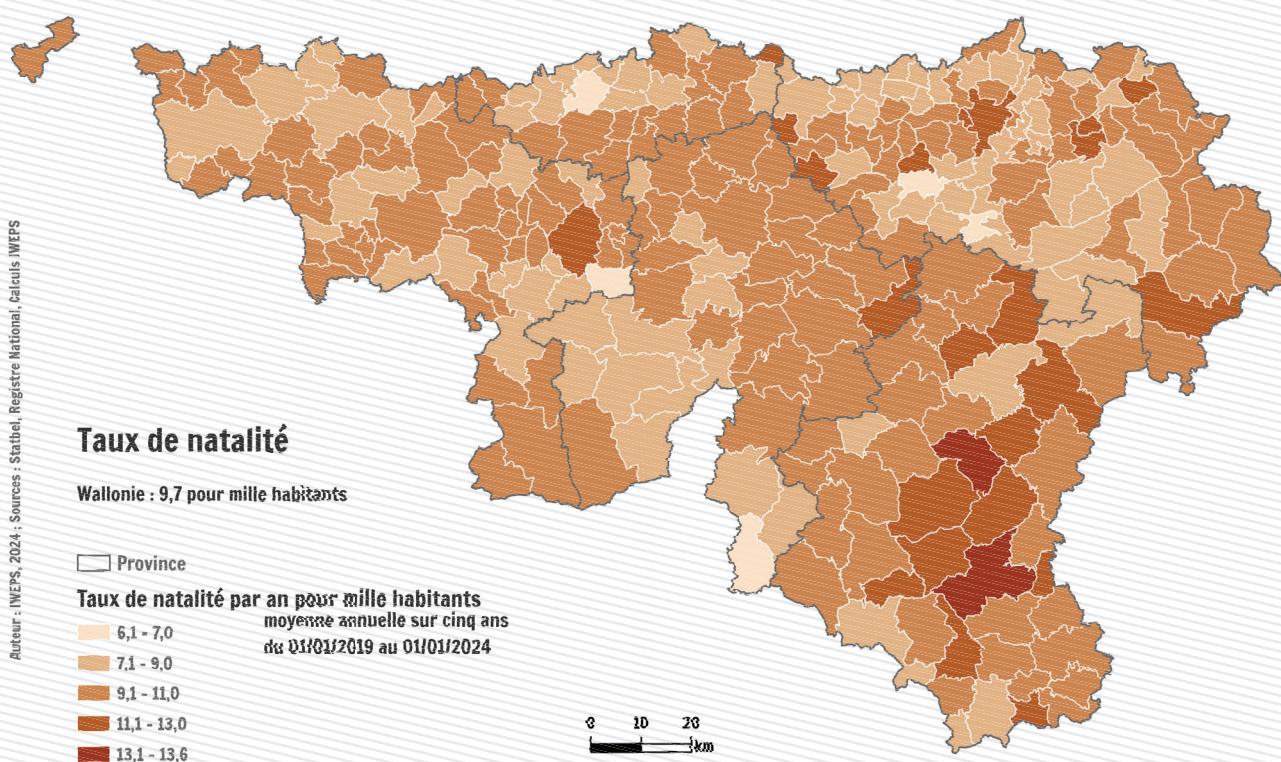 Auteur : IWEPS, 2024 ; Sources : Statbel, Registre National, Calculs IWEPS
Taux de natalité
Wallonie : 9,7 pour mille habitants
Province
Taux de natalité par an pour mille habitants
moyenne annuelle sur cinq ans
du 01/01/2019 au 01/01/2024
6,1 - 7,0
7,1 - 9,0
9,1 - 11,0
11,1 - 13,0
13,1 - 13,6
0 10 20
km